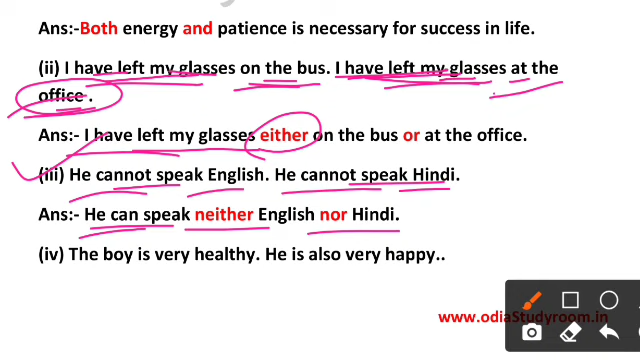 Ans:-Both energy and patience is necessary for success in life.
(ii) I have left my glasses on the bus. I have left my glasses at the
office .
Ans:- I have left my glasses either on the bus or at the office.
(iii) He cannot speak English. He cannot speak Hindi.
Ans:- He can speak neither English nor Hindi.
(iv) The boy is very healthy. He is also very happy..
www.odiaStudyroom.in